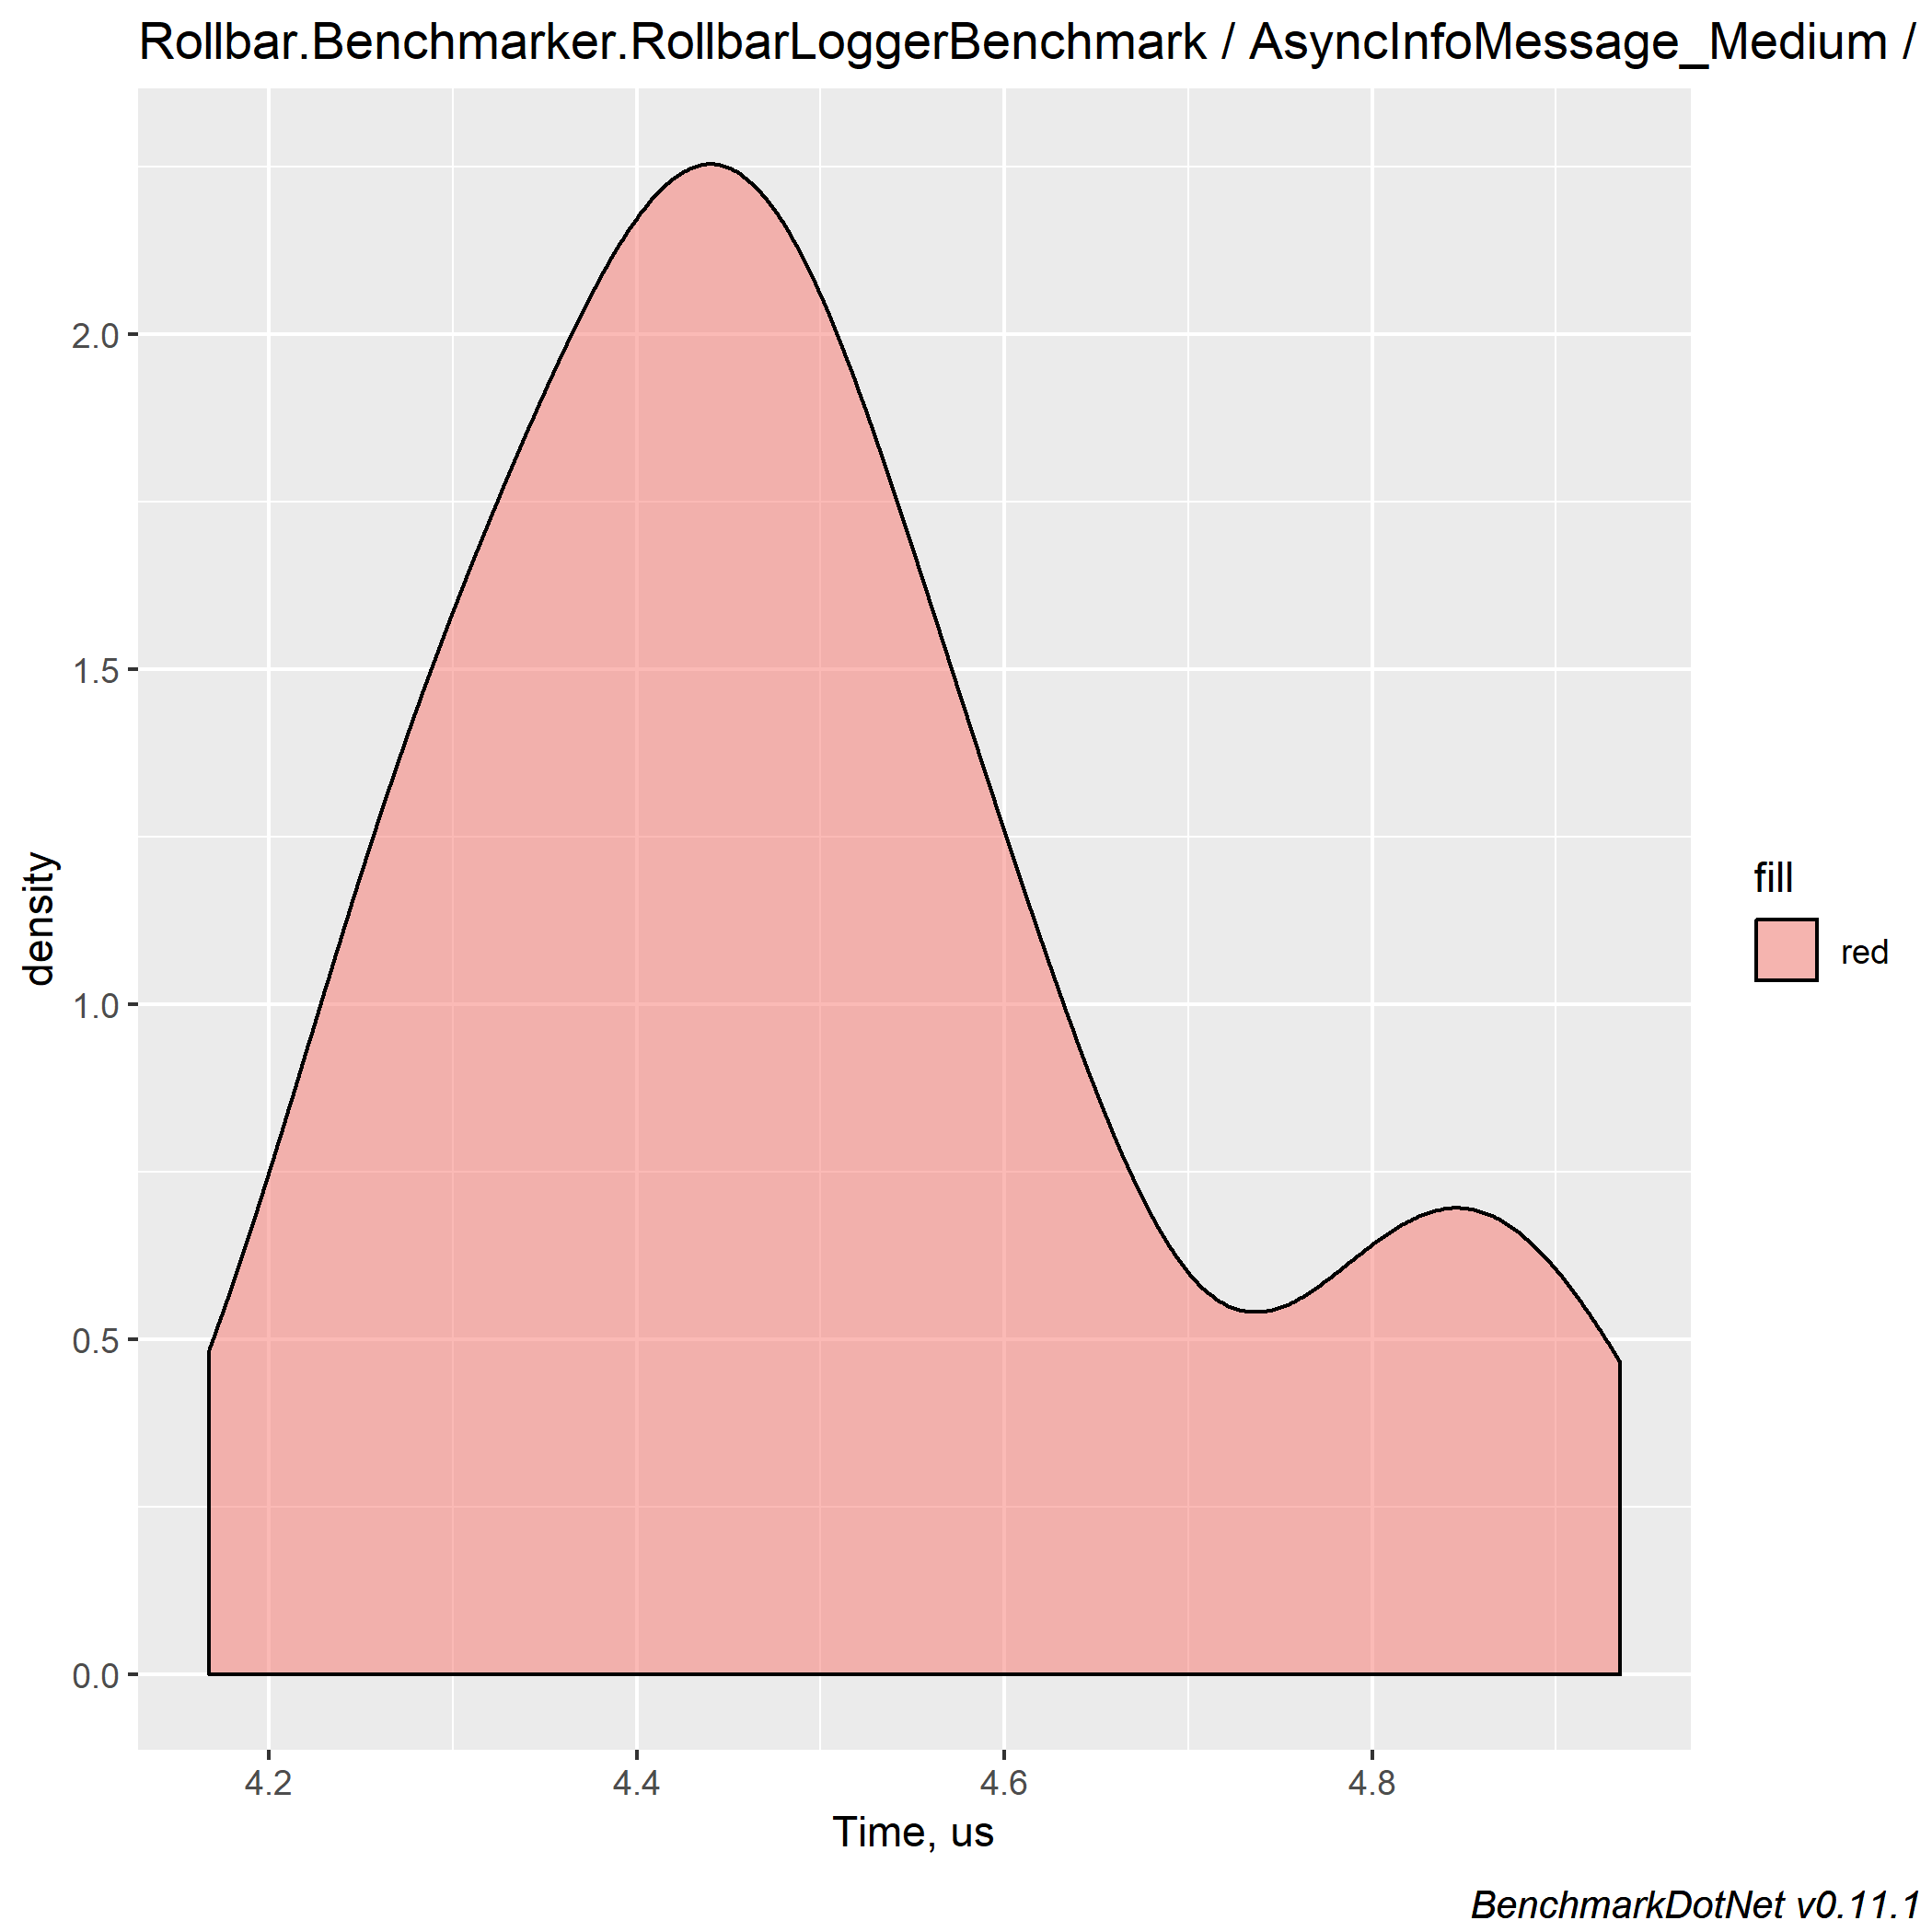 Rollbar.Benchmarker.RollbarLoggerBenchmark / AsyncInfoMessage_Medium /
2.0
1.5
1.0
0.5
0.0
density
fill
red
4.2 4.4 4.6 4.8
Time, us
BenchmarkDotNet v0.11.1